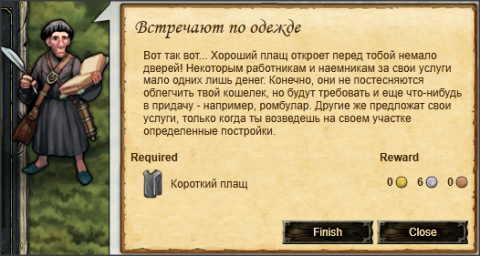 Встречают по одежде
Вот так вот... Хороший плащ откроет перед тобой немало
дверей! Некоторым работникам и наемникам за свои услуги
мало одних лишь денег. Конечно, они не постесняются
облегчить твой кошелек, но будут требовать и еще что-нибудь
в придачу - например, ромбулар. Другие же предложат свои
услуги, только когда ты возведешь на своем участке
определенные постройки.
Required Reward
Короткий плащ 0 6 0
Finish Close